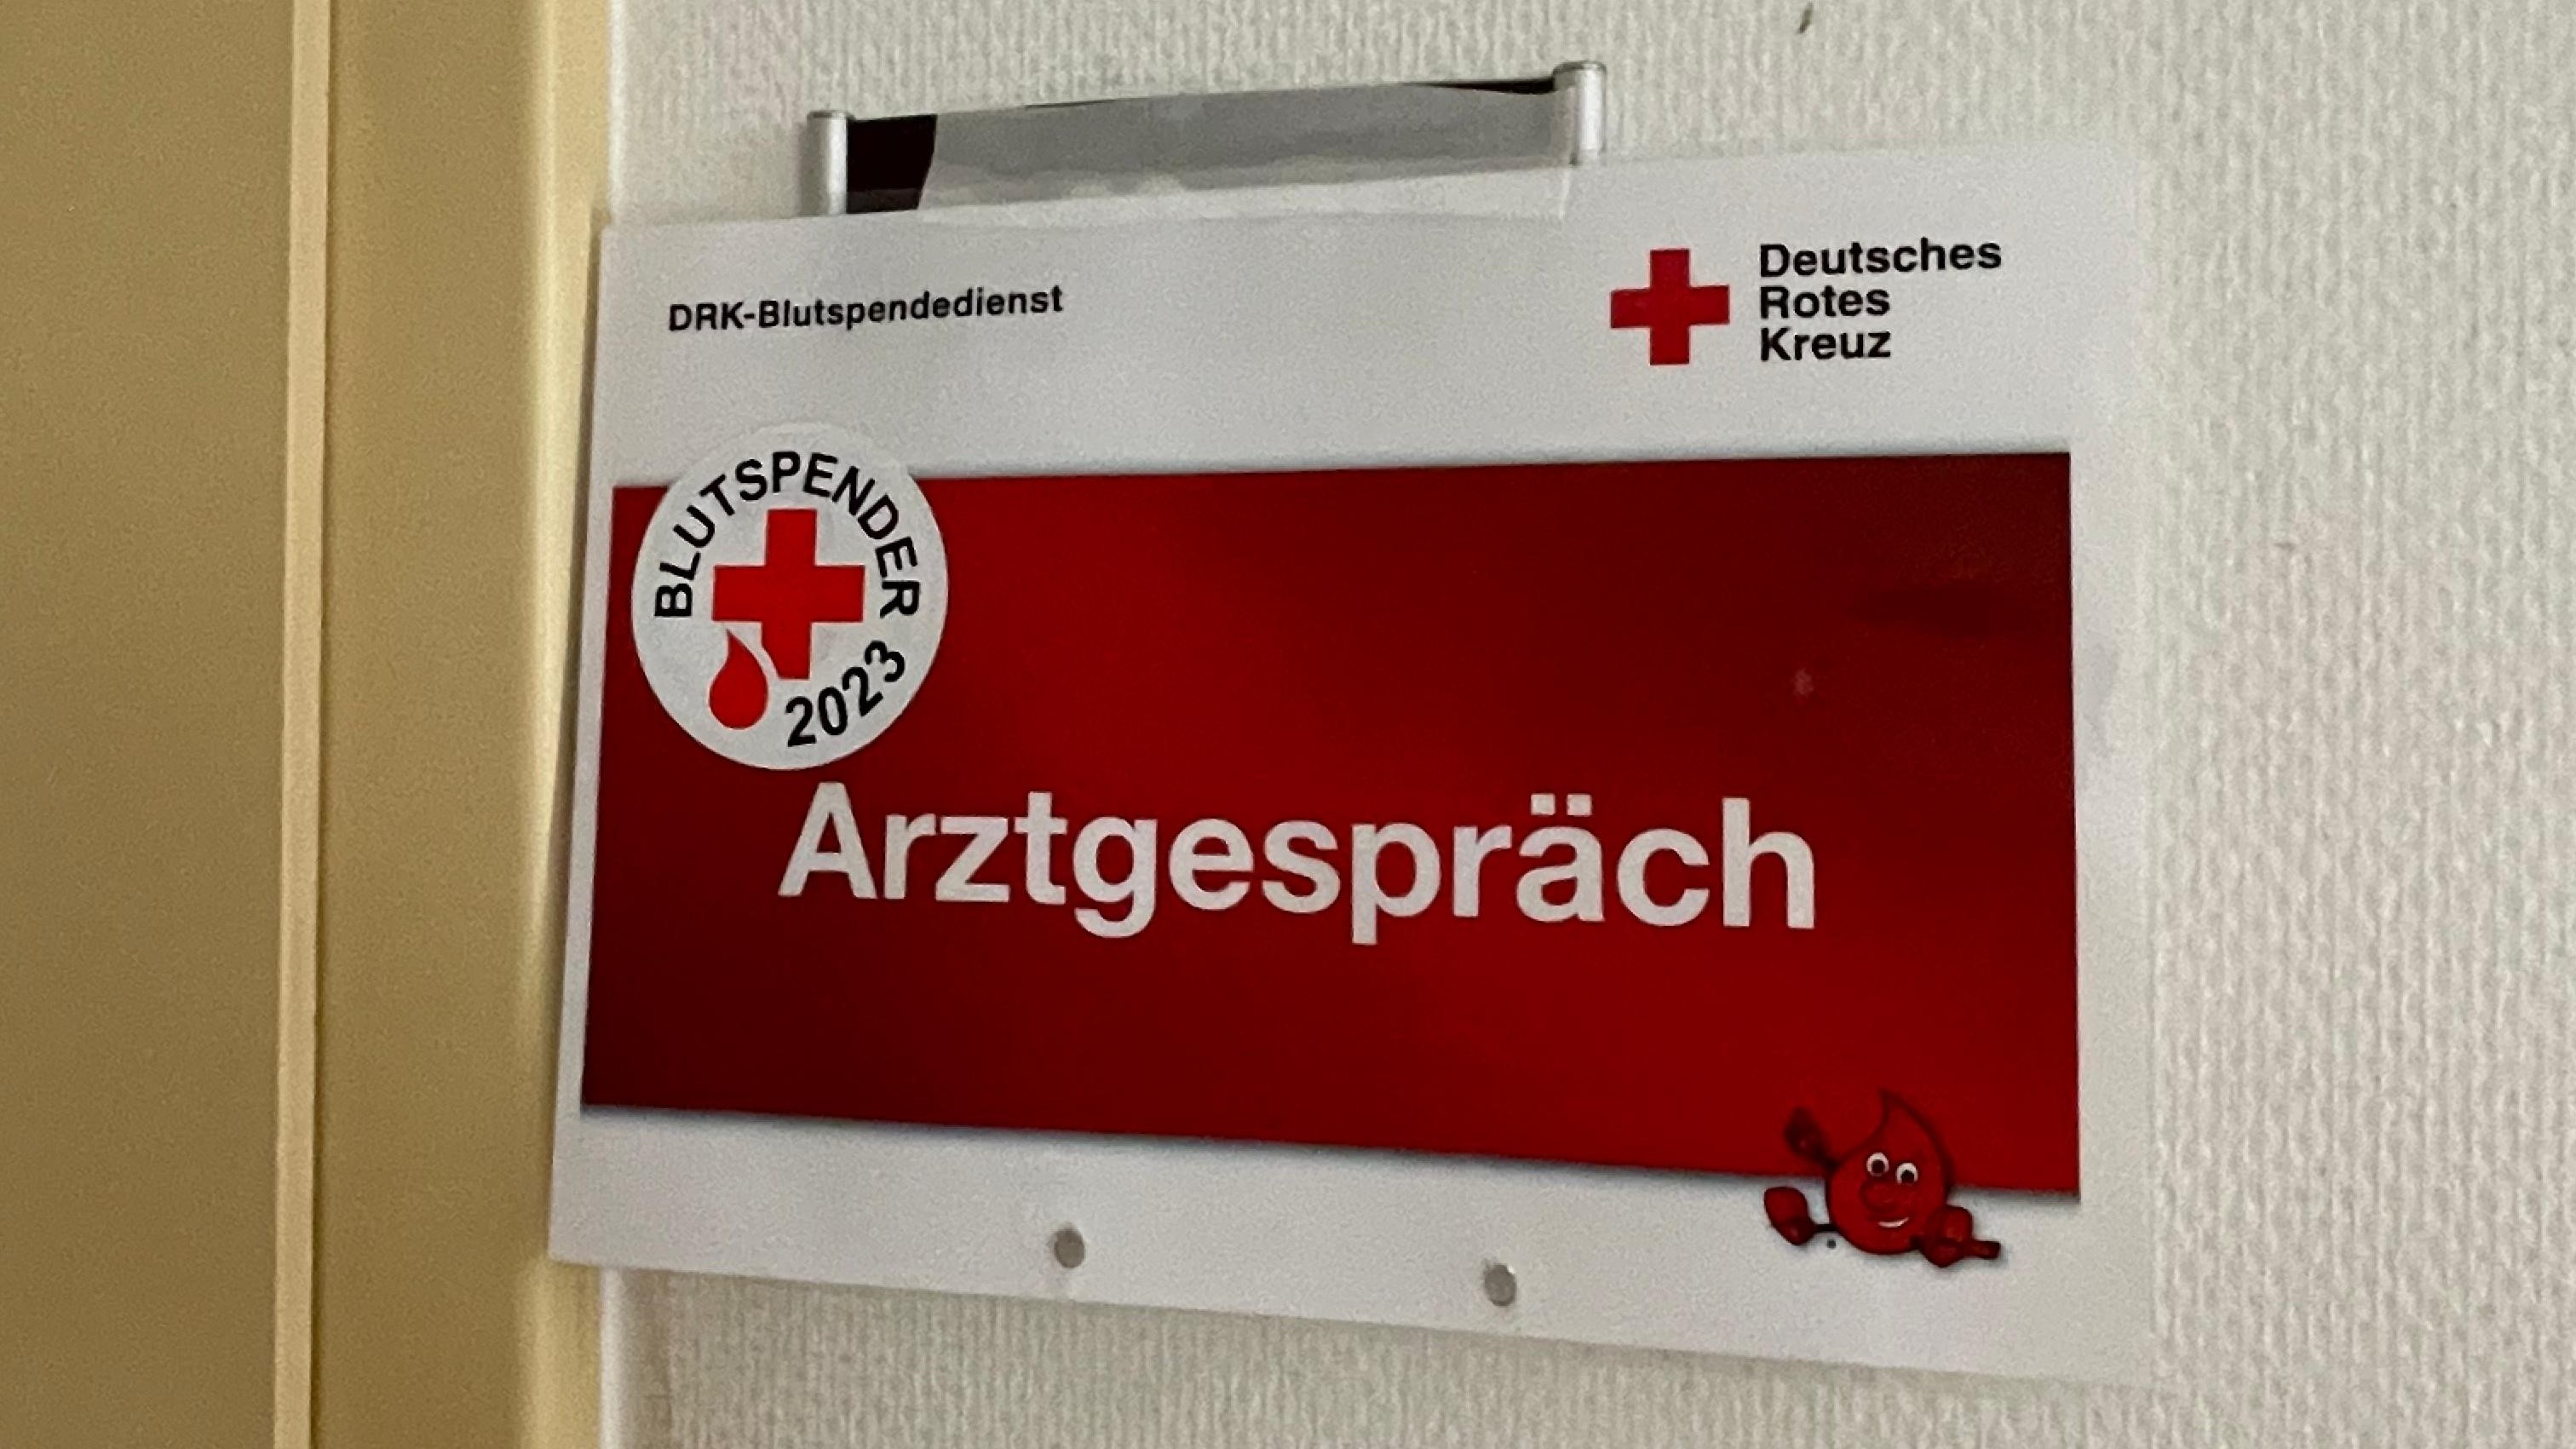 DRK-Blutspendedienst
Deutsches
Rotes
Kreuz
BLUTSPENDER
2023
Arztgespräch